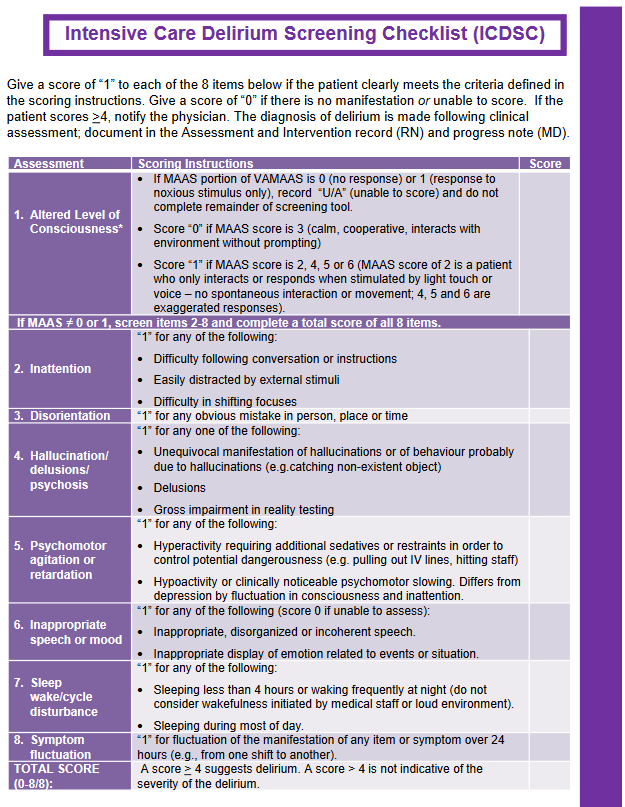 Intensive Care Delirium Screening Checklist (ICDSC)
Give a score of “1” to each of the 8 items below if the patient clearly meets the criteria defined in
the scoring instructions. Give a score of “0” if there is no manifestation or unable to score.  If the
patient scores ≥4, notify the physician. The diagnosis of delirium is made following clinical
assessment; document in the Assessment and Intervention record (RN) and progress note (MD).
Assessment Scoring Instructions Score
1. Altered Level of
Consciousness*
• If MAAS portion of VAMAAS is 0 (no response) or 1 (response to
noxious stimulus only), record  “U/A” (unable to score) and do not
complete remainder of screening tool.
• Score “0” if MAAS score is 3 (calm, cooperative, interacts with
environment without prompting)
• Score “1” if MAAS score is 2, 4, 5 or 6 (MAAS score of 2 is a patient
who only interacts or responds when stimulated by light touch or
voice – no spontaneous interaction or movement; 4, 5 and 6 are
exaggerated responses).
If MAAS ≠ 0 or 1, screen items 2-8 and complete a total score of all 8 items.
2. Inattention
“1” for any of the following:
• Difficulty following conversation or instructions
• Easily distracted by external stimuli
• Difficulty in shifting focuses
3. Disorientation “1” for any obvious mistake in person, place or time
4. Hallucination/
delusions/
psychosis
“1” for any one of the following:
• Unequivocal manifestation of hallucinations or of behaviour probably
due to hallucinations (e.g.catching non-existent object)
• Delusions
• Gross impairment in reality testing
5. Psychomotor
agitation or
retardation
“1” for any of the following:
• Hyperactivity requiring additional sedatives or restraints in order to
control potential dangerousness (e.g. pulling out IV lines, hitting staff)
• Hypoactivity or clinically noticeable psychomotor slowing. Differs from
depression by fluctuation in consciousness and inattention.
6. Inappropriate
speech or mood
“1” for any of the following (score 0 if unable to assess):
• Inappropriate, disorganized or incoherent speech.
• Inappropriate display of emotion related to events or situation.
7. Sleep
wake/cycle
disturbance
“1” for any of the following:
• Sleeping less than 4 hours or waking frequently at night (do not
consider wakefulness initiated by medical staff or loud environment).
• Sleeping during most of day.
8. Symptom
fluctuation
“1” for fluctuation of the manifestation of any item or symptom over 24
hours (e.g., from one shift to another).
TOTAL SCORE
(0-8/8):
A score ≥ 4 suggests delirium. A score > 4 is not indicative of the
severity of the delirium.